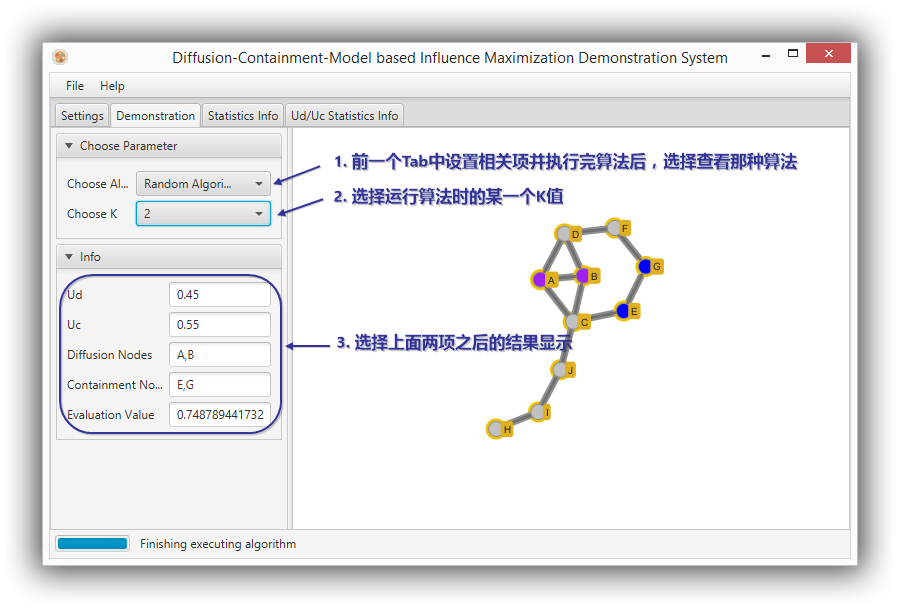 Diffusion-Containment-Model based Influence Maximization Demonstration System
File Help
Settings Demonstration Statistics Info Ud/Uc Statistics Info
Choose Parameter
1. 前一个Tab中设置相关项并执行完算法后，选择查看那种算法
Choose Al... Random Algori...
2. 选择运行算法时的某一个K值
Choose K 2
D
F
Info
G
A
B
Ud 0.45
E
Uc 0.55
C
3. 选择上面两项之后的结果显示
Diffusion Nodes A,B
J
Containment No... E,G
I
Evaluation Value 0.748789441732
H
Finishing executing algorithm